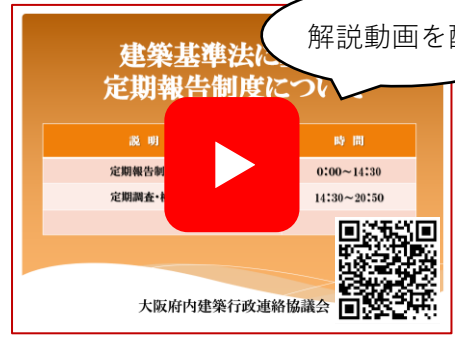 解説動画を
建築基準法に
定期報告制度につい
説 明
時 間
定期報告制
0:00~14:30
定期調査・
14:30~20:50
大阪府内建築行政連絡協議会